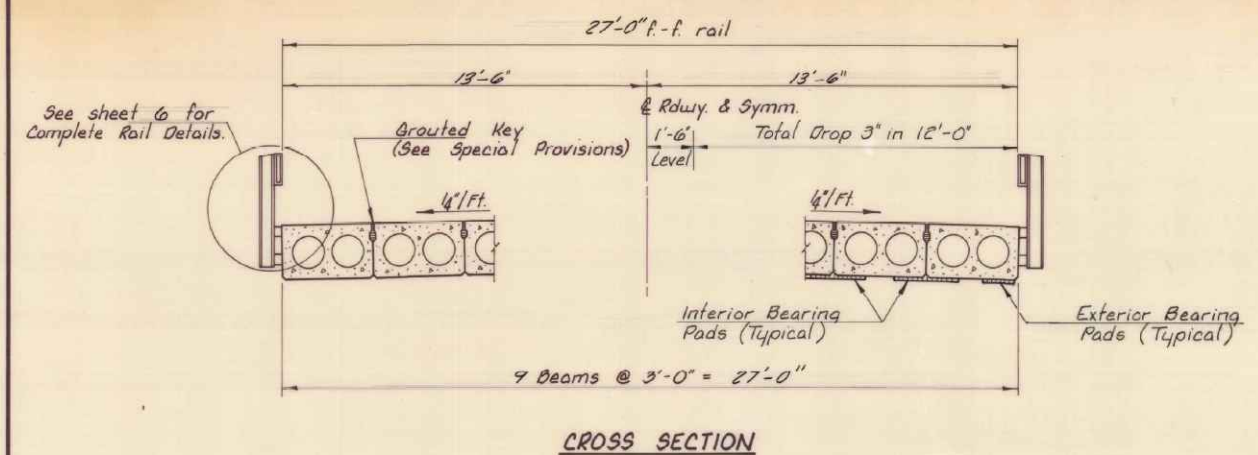 27'-0" f.-f. rail
13'-6"
13'-6"
See sheet 6 for
Complete Rail Details.
Grouted Key
(See Special Provisions)
℄ Rdwy. & Symm.
1'-6"
Level
Total Drop 3" in 12'-0"
1/4"/Ft.
1/4"/Ft.
Interior Bearing
Pads (Typical)
Exterior Bearing
Pads (Typical)
9 Beams @ 3'-0" = 27'-0"
CROSS SECTION